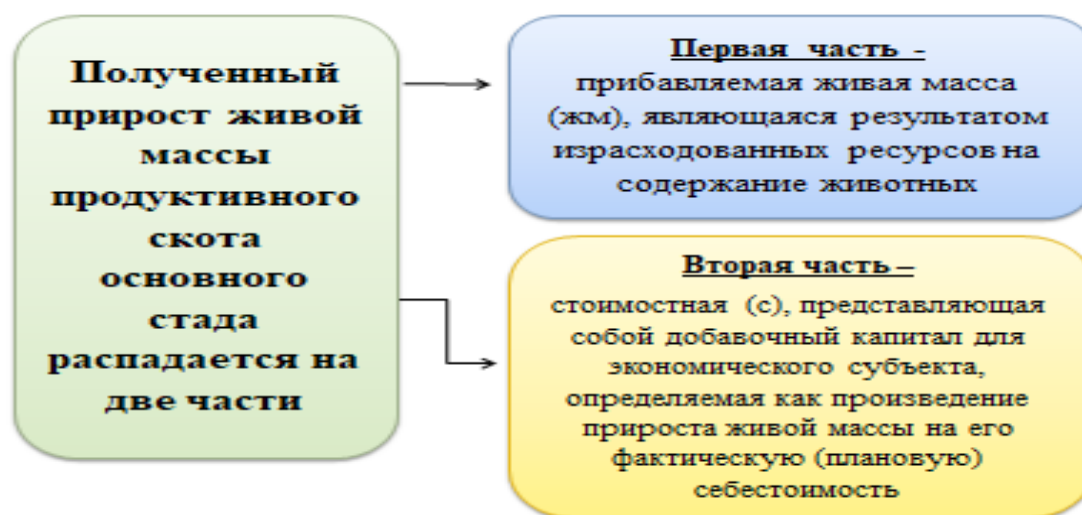 Полученный
прирост живой
массы
продуктивного
скота
основного
стада
распадается на
две части
Первая часть -
прибавляемая живая масса
(жм), являющаяся результатом
израсходованных ресурсов на
содержание животных
Вторая часть –
стоимостная (с), представляющая
собой добавочный капитал для
экономического субъекта,
определяемая как произведение
прироста живой массы на его
фактическую (плановую)
себестоимость